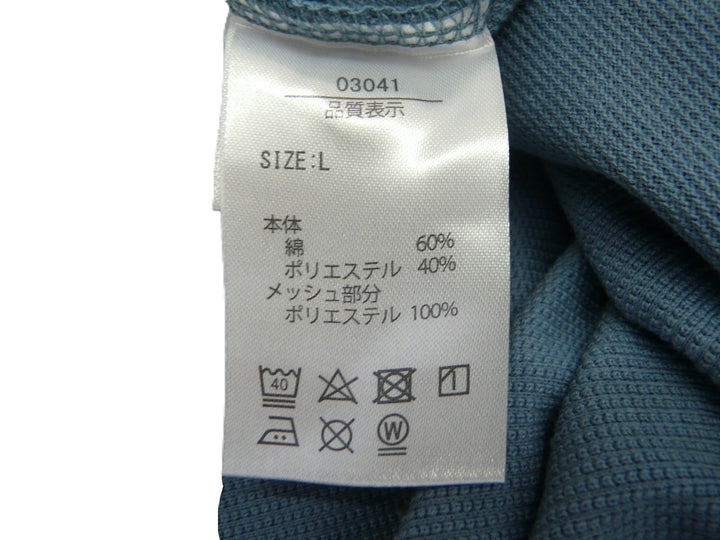 03041
品質表示
SIZE:L
本体
綿 60%
ポリエステル 40%
メッシュ部分
ポリエステル 100%
40
W